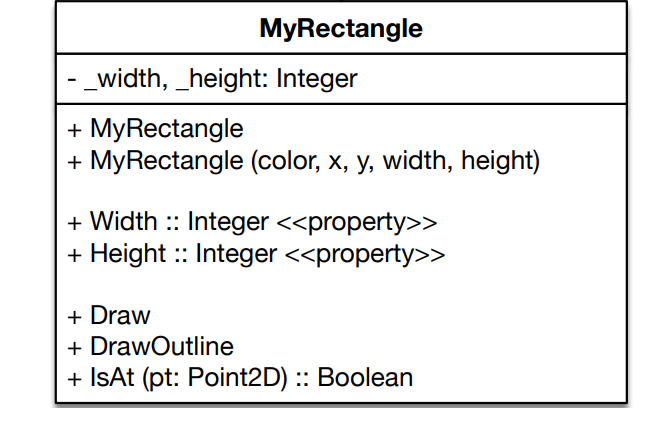 MyRectangle
- _width, _height: Integer
+ MyRectangle
+ MyRectangle (color, x, y, width, height)
+ Width :: Integer <<property>>
+ Height :: Integer <<property>>
+ Draw
+ DrawOutline
+ IsAt (pt: Point2D) :: Boolean